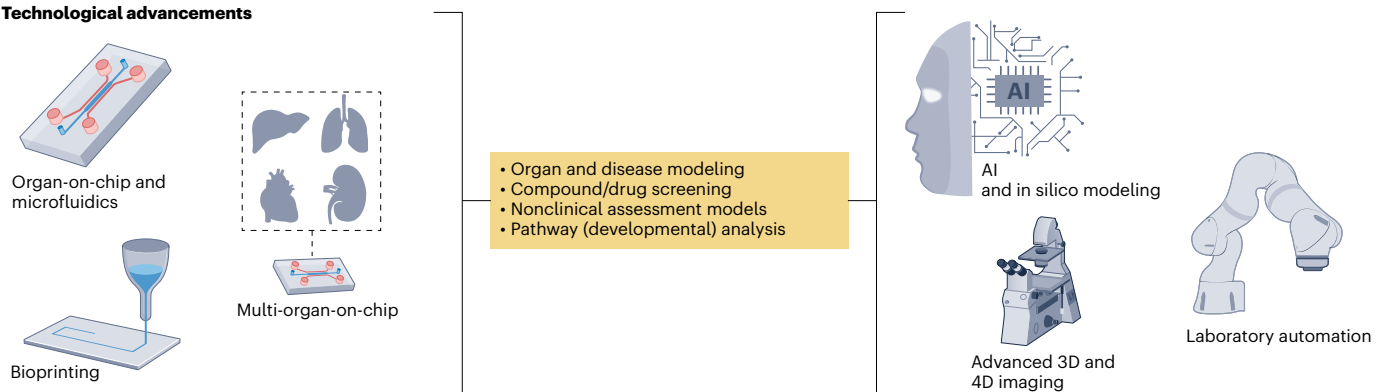 Technological advancements
Organ-on-chip and
microfluidics
Multi-organ-on-chip
Bioprinting
• Organ and disease modeling
• Compound/drug screening
• Nonclinical assessment models
• Pathway (developmental) analysis
AI
AI
and in silico modeling
Advanced 3D and
4D imaging
Laboratory automation